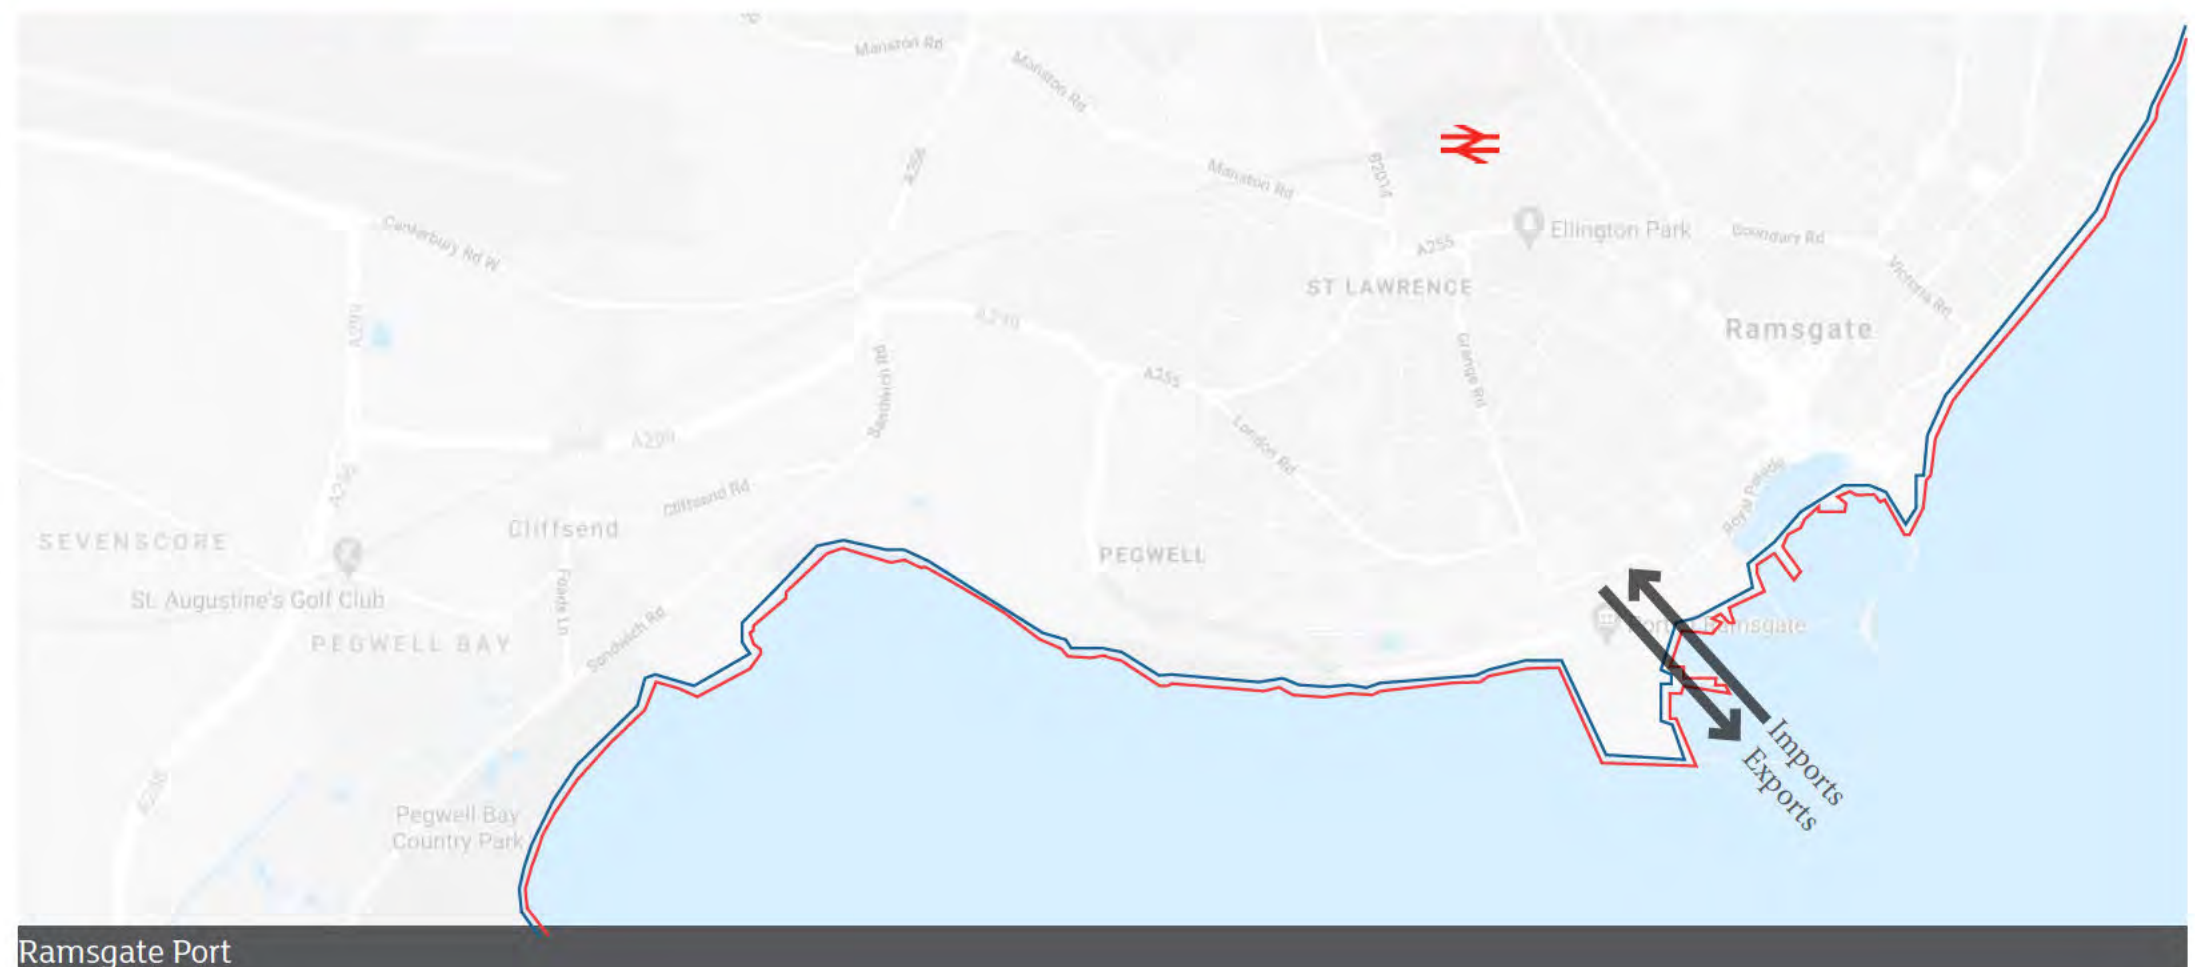 Manston Rd
Manston Rd
Manston Rd
A256
B2014
Canterbury Rd W
A255
Ellington Park
Boundary Rd
Victoria Rd
ST LAWRENCE
A299
A299
Ramsgate
Sandwich Rd
Grange Rd
A255
A299
London Rd
Royal Parade
Cliffsend Rd
A256
SEVENSCORE
Cliffsend
PEGWELL
St. Augustine's Golf Club
Foads Ln
Sandwich Rd
Port of Ramsgate
PEGWELL BAY
Imports
Exports
A256
Pegwell Bay
Country Park
Ramsgate Port